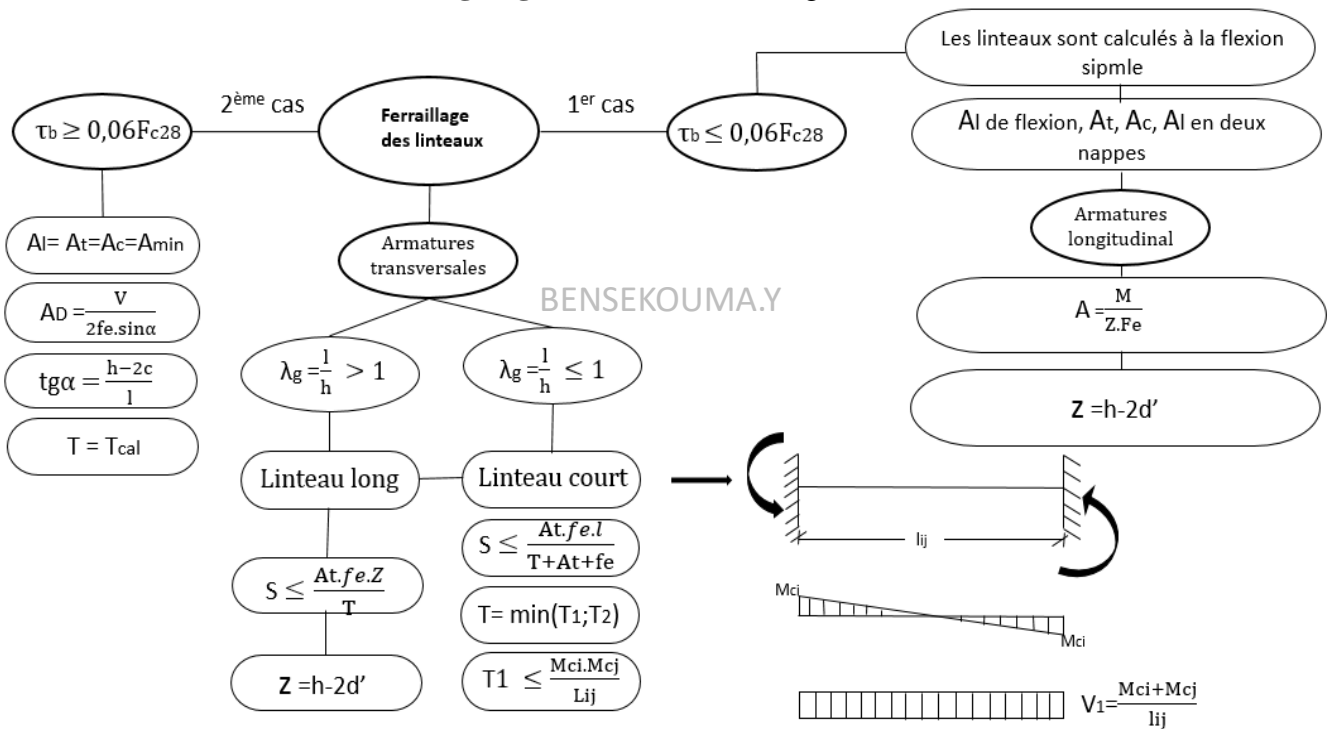 Les linteaux sont calculés à la flexion
sipmle
Ferraillage
des linteaux
2ème cas
1er cas
τb ≥ 0,06Fc28
τb ≤ 0,06Fc28
Al de flexion, At, Ac, Al en deux
nappes
Al= At=Ac=Amin
AD = V / 2fe.sinα
tgα = h−2c / l
T = Tcal
Armatures
transversales
BENSEKOUMA.Y
Armatures
longitudinal
A = M / Z.Fe
Z =h-2d’
λg = l / h > 1
λg = l / h ≤ 1
Linteau long
Linteau court
S ≤ At.fe.Z / T
Z =h-2d’
S ≤ At.fe.l / T+At+fe
T= min(T1;T2)
T1 ≤ Mci.Mcj / Lij
lij
Mci
Mci
V1= Mci+Mcj / lij